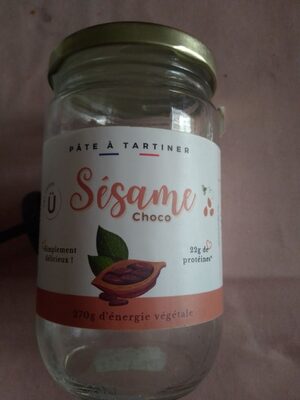 PÂTE À TARTINER
Ü
Sésame
Choco
Simplement
délicieux !
22g de
protéines*
270g d'énergie végétale